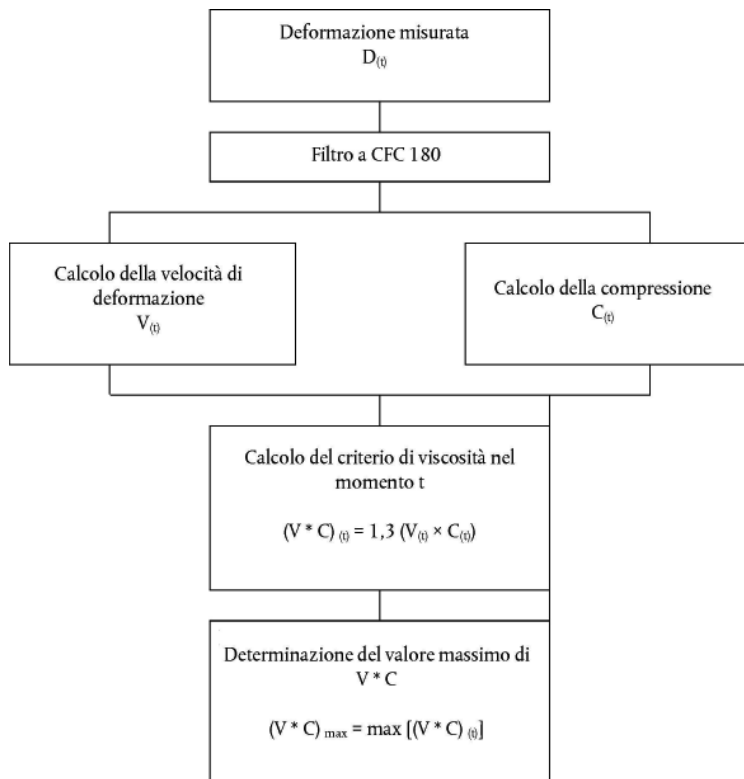 Deformazione misurata
D(t)
Filtro a CFC 180
Calcolo della velocità di
deformazione
V(t)
Calcolo della compressione
C(t)
Calcolo del criterio di viscosità nel
momento t
(V * C) (t) = 1,3 (V(t) × C(t))
Determinazione del valore massimo di
V * C
(V * C) max = max [(V * C) (t)]